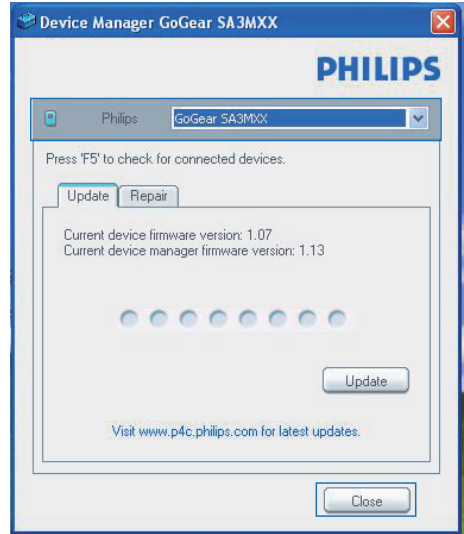 Device Manager GoGear SA3MXX
PHILIPS
Philips GoGear SA3MXX
Press 'F5' to check for connected devices.
Update Repair
Current device firmware version: 1.07
Current device manager firmware version: 1.13
Update
Visit www.p4c.philips.com for latest updates.
Close